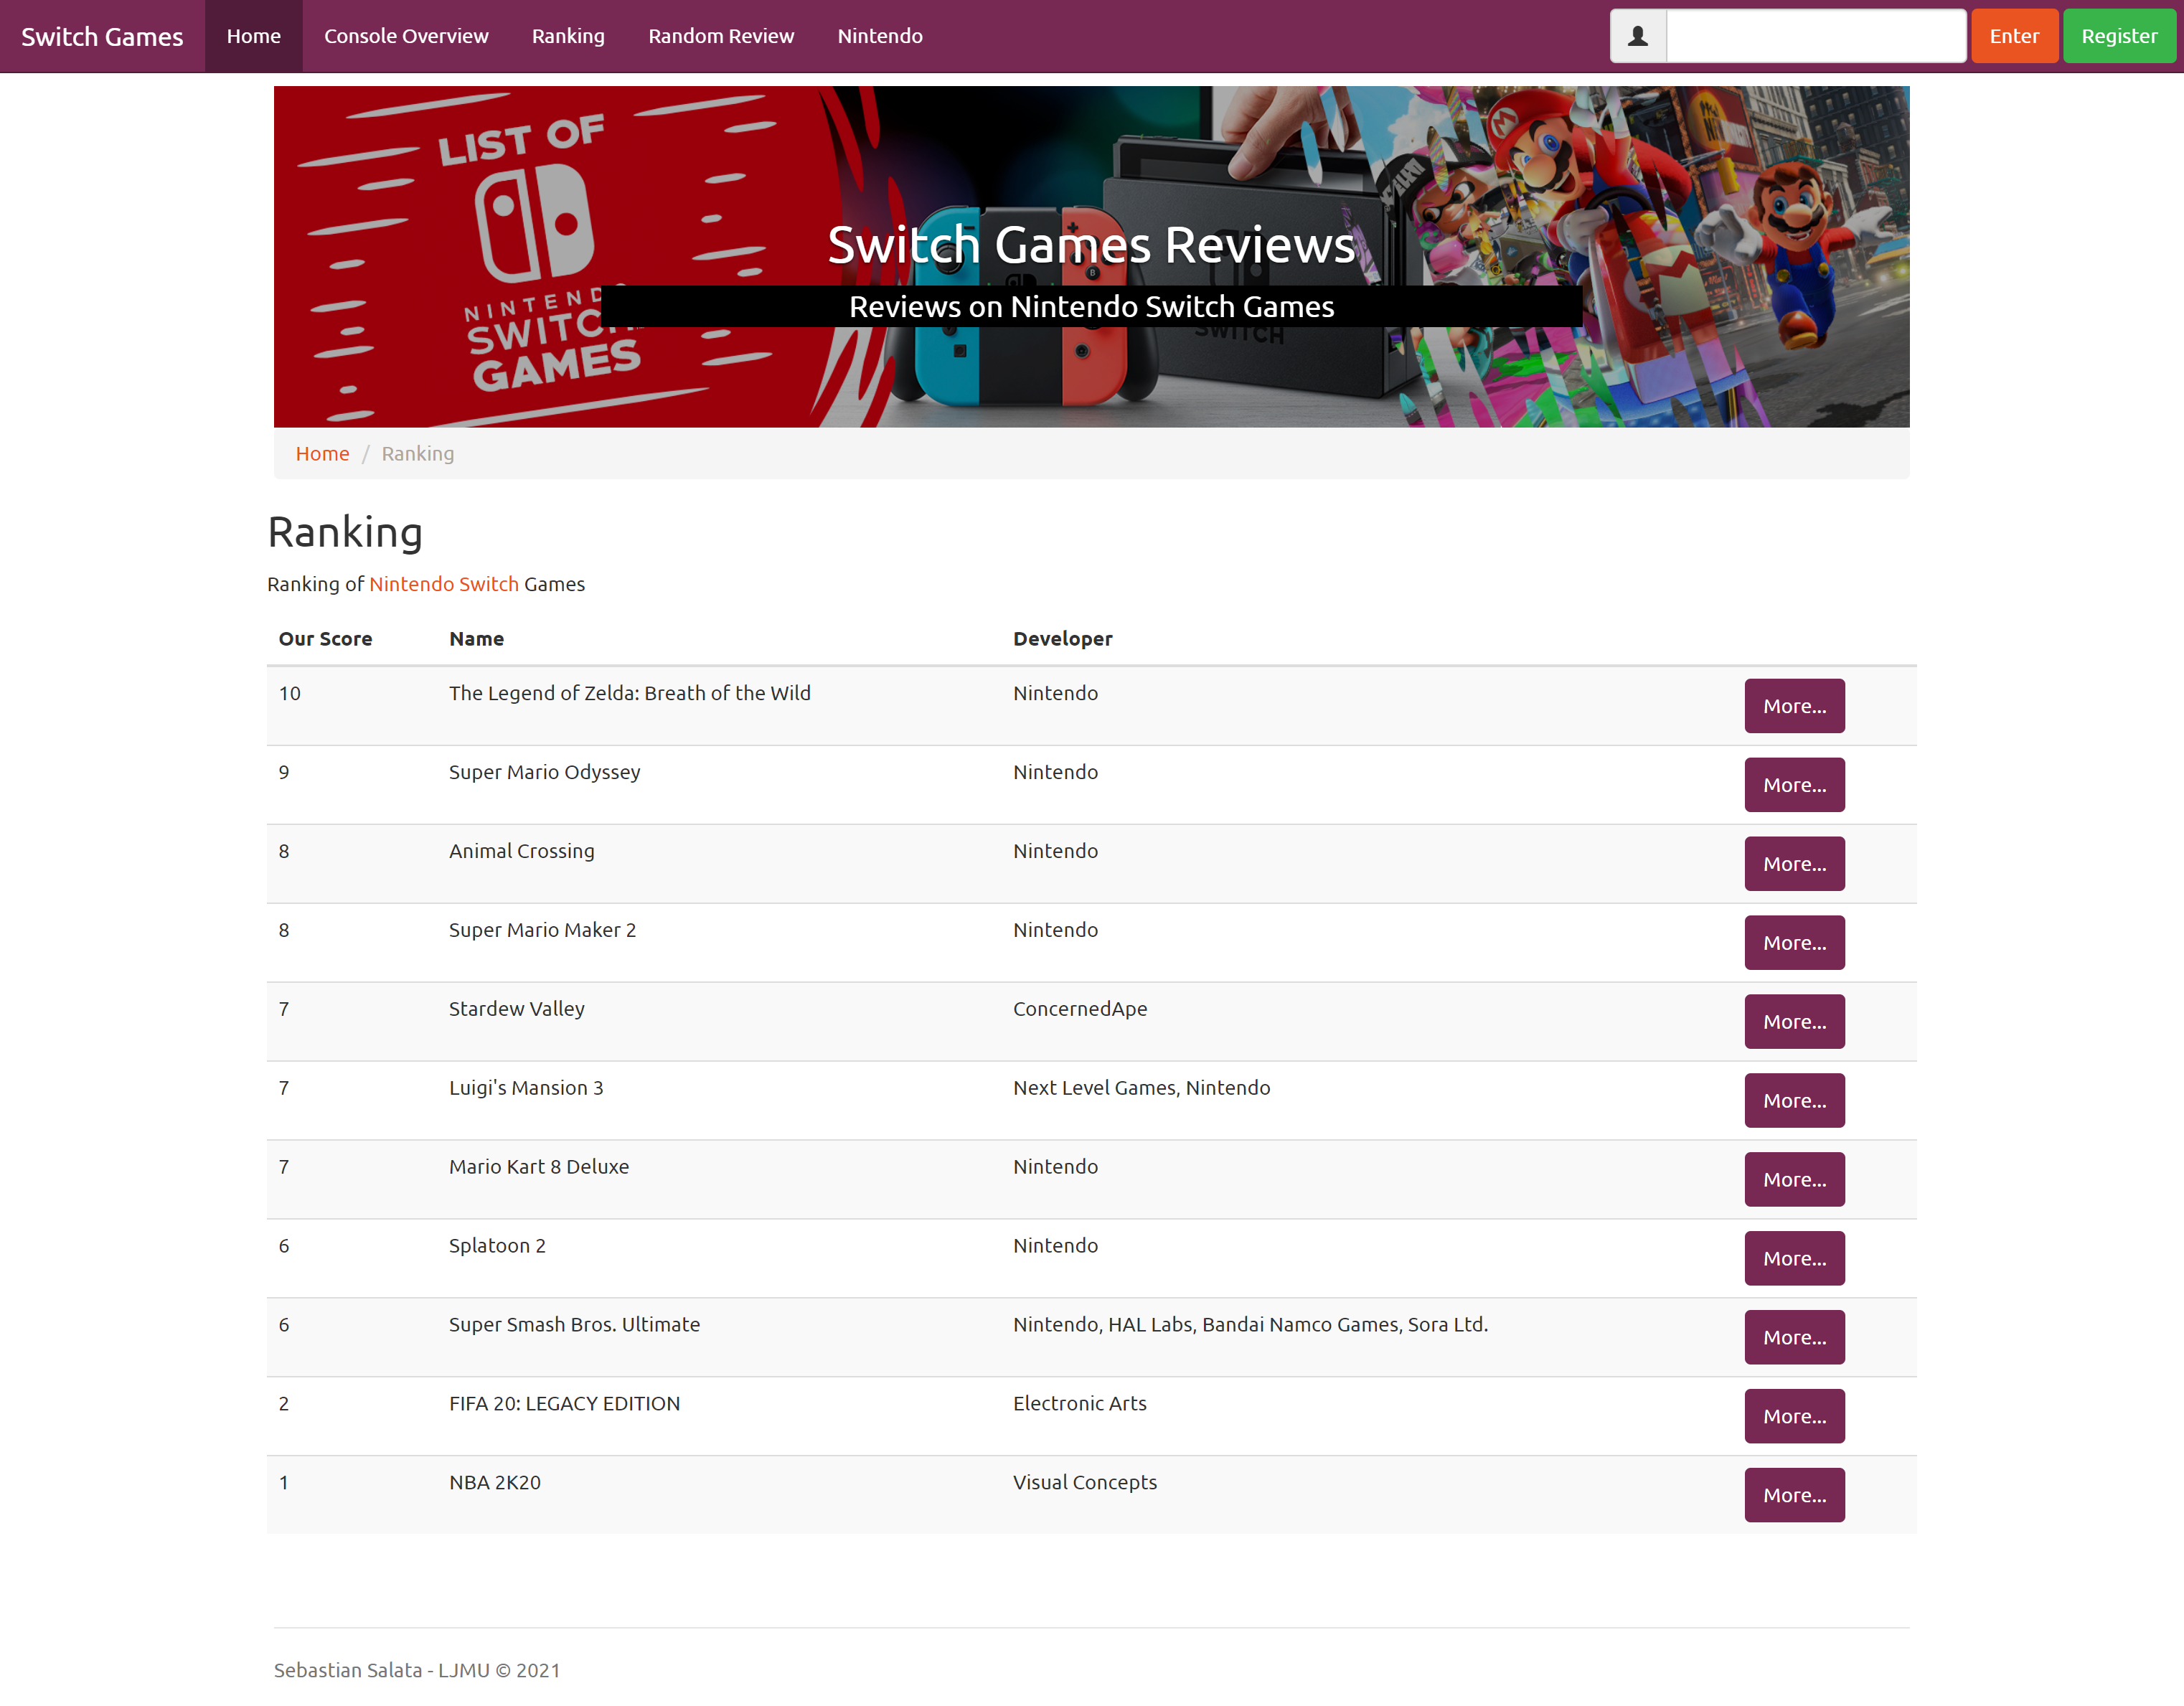 Switch Games Home Console Overview Ranking Random Review Nintendo Enter Register
LIST OF
NINTENDO
SWITCH
GAMES
Switch Games Reviews
Reviews on Nintendo Switch Games
SWITCH
Home / Ranking
Ranking
Ranking of Nintendo Switch Games
Our Score Name Developer
10 The Legend of Zelda: Breath of the Wild Nintendo More...
9 Super Mario Odyssey Nintendo More...
8 Animal Crossing Nintendo More...
8 Super Mario Maker 2 Nintendo More...
7 Stardew Valley ConcernedApe More...
7 Luigi's Mansion 3 Next Level Games, Nintendo More...
7 Mario Kart 8 Deluxe Nintendo More...
6 Splatoon 2 Nintendo More...
6 Super Smash Bros. Ultimate Nintendo, HAL Labs, Bandai Namco Games, Sora Ltd. More...
2 FIFA 20: LEGACY EDITION Electronic Arts More...
1 NBA 2K20 Visual Concepts More...
Sebastian Salata - LJMU © 2021